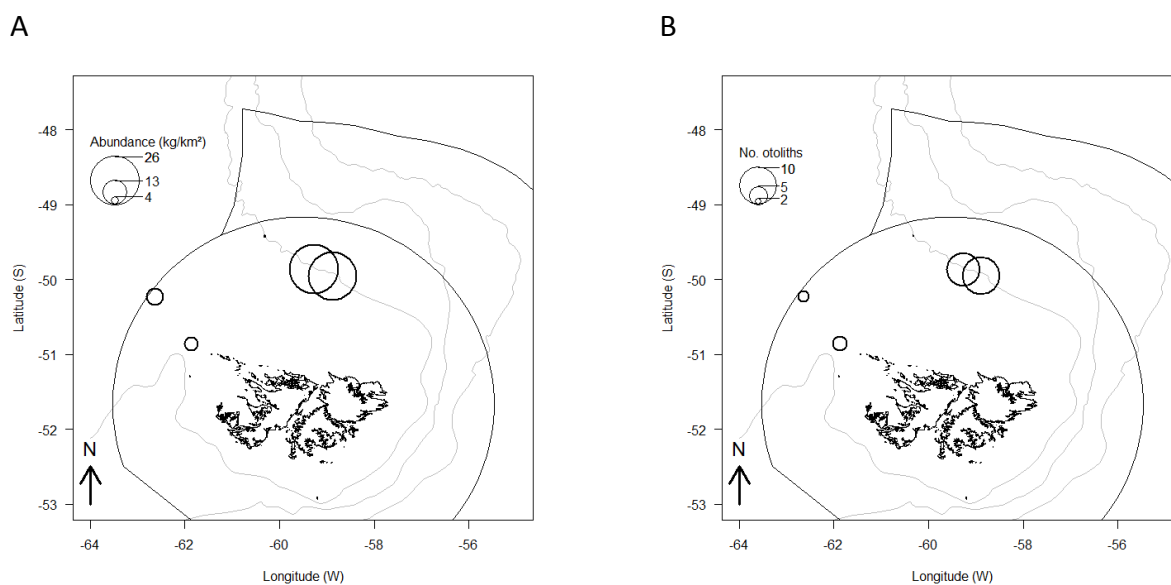 A
B
Abundance (kg/km²)
26
13
4
-48
-49
-50
-51
-52
-53
Latitude (S)
N
-64
-62
-60
-58
-56
Longitude (W)
No. otoliths
10
5
2
-48
-49
-50
-51
-52
-53
Latitude (S)
N
-64
-62
-60
-58
-56
Longitude (W)